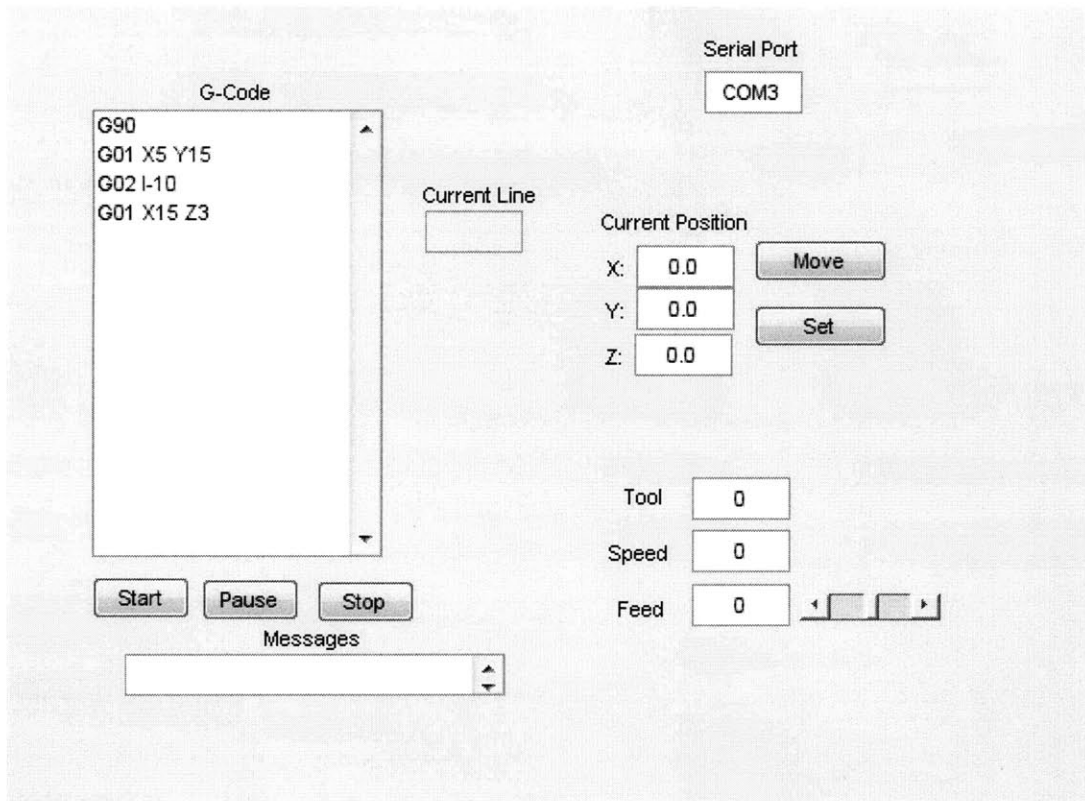 Serial Port
COM3
G-Code
G90
G01 X5 Y15
G02 I-10
G01 X15 Z3
Current Line
Current Position
X: 0.0
Move
Y: 0.0
Set
Z: 0.0
Tool 0
Speed 0
Feed 0
Start Pause Stop
Messages